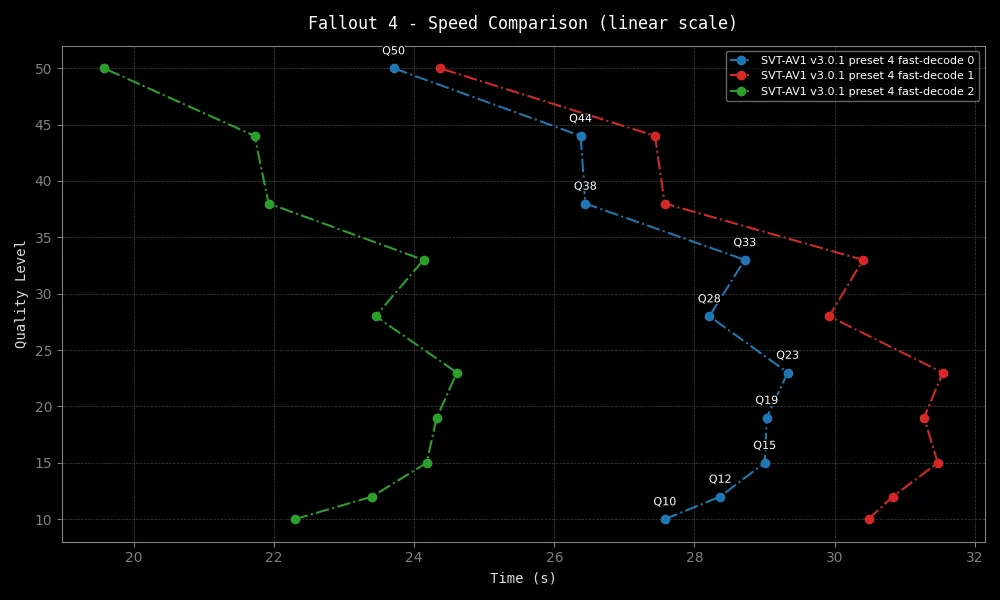 Fallout 4 - Speed Comparison (linear scale)
SVT-AV1 v3.0.1 preset 4 fast-decode 0
SVT-AV1 v3.0.1 preset 4 fast-decode 1
SVT-AV1 v3.0.1 preset 4 fast-decode 2
Quality Level
50
45
40
35
30
25
20
15
10
Q50
Q44
Q38
Q33
Q28
Q23
Q19
Q15
Q12
Q10
20 22 24 26 28 30 32
Time (s)